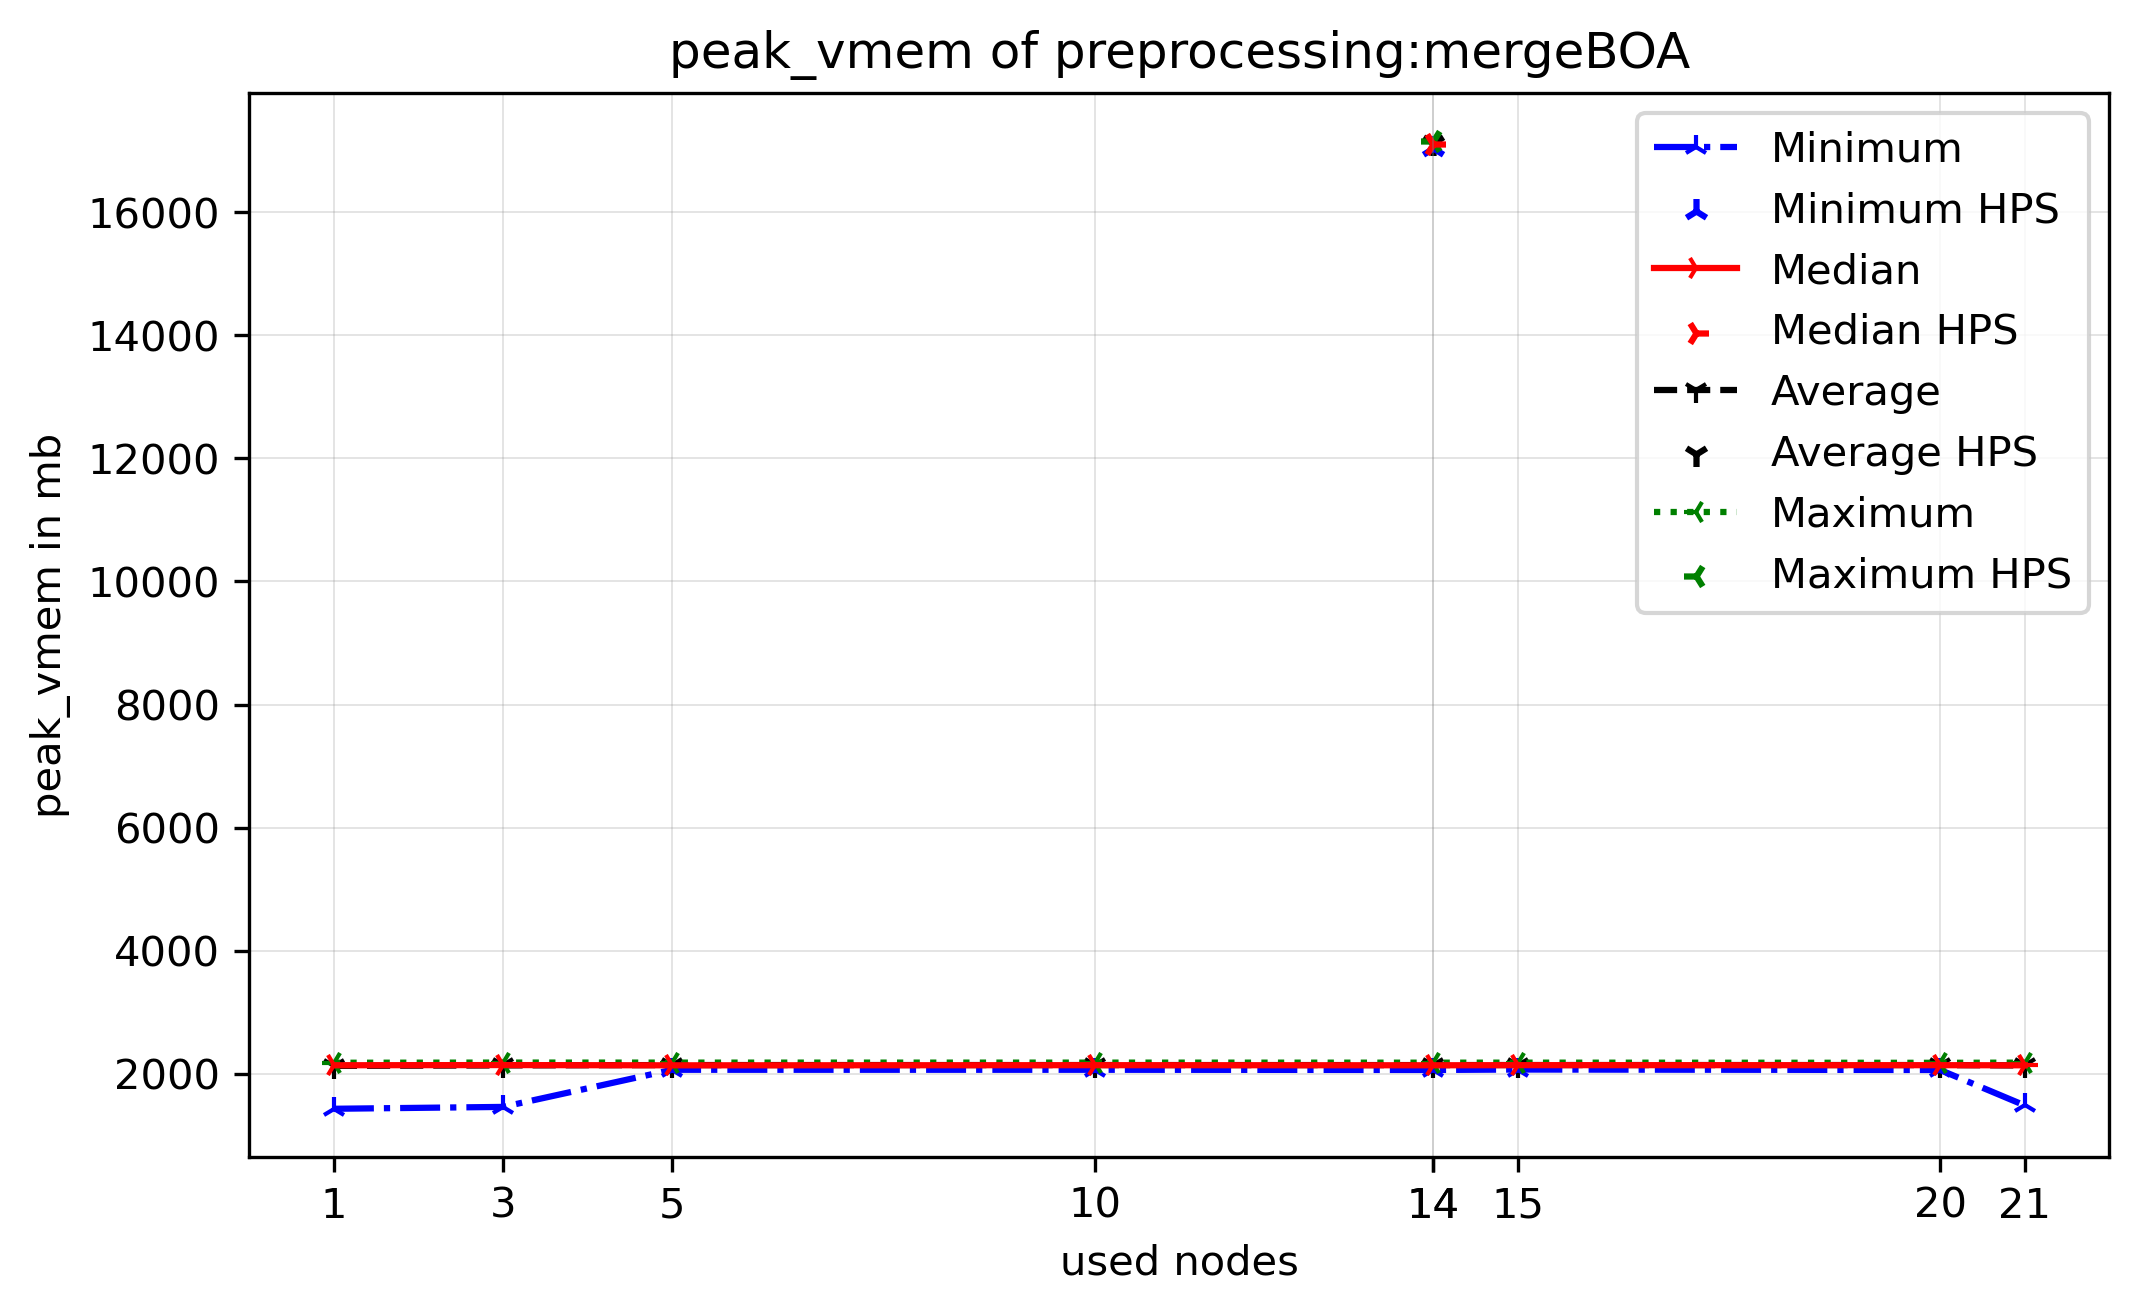 peak_vmem of preprocessing:mergeBOA
peak_vmem in mb
16000
14000
12000
10000
8000
6000
4000
2000
Minimum
Minimum HPS
Median
Median HPS
Average
Average HPS
Maximum
Maximum HPS
1 3 5 10 14 15 20 21
used nodes